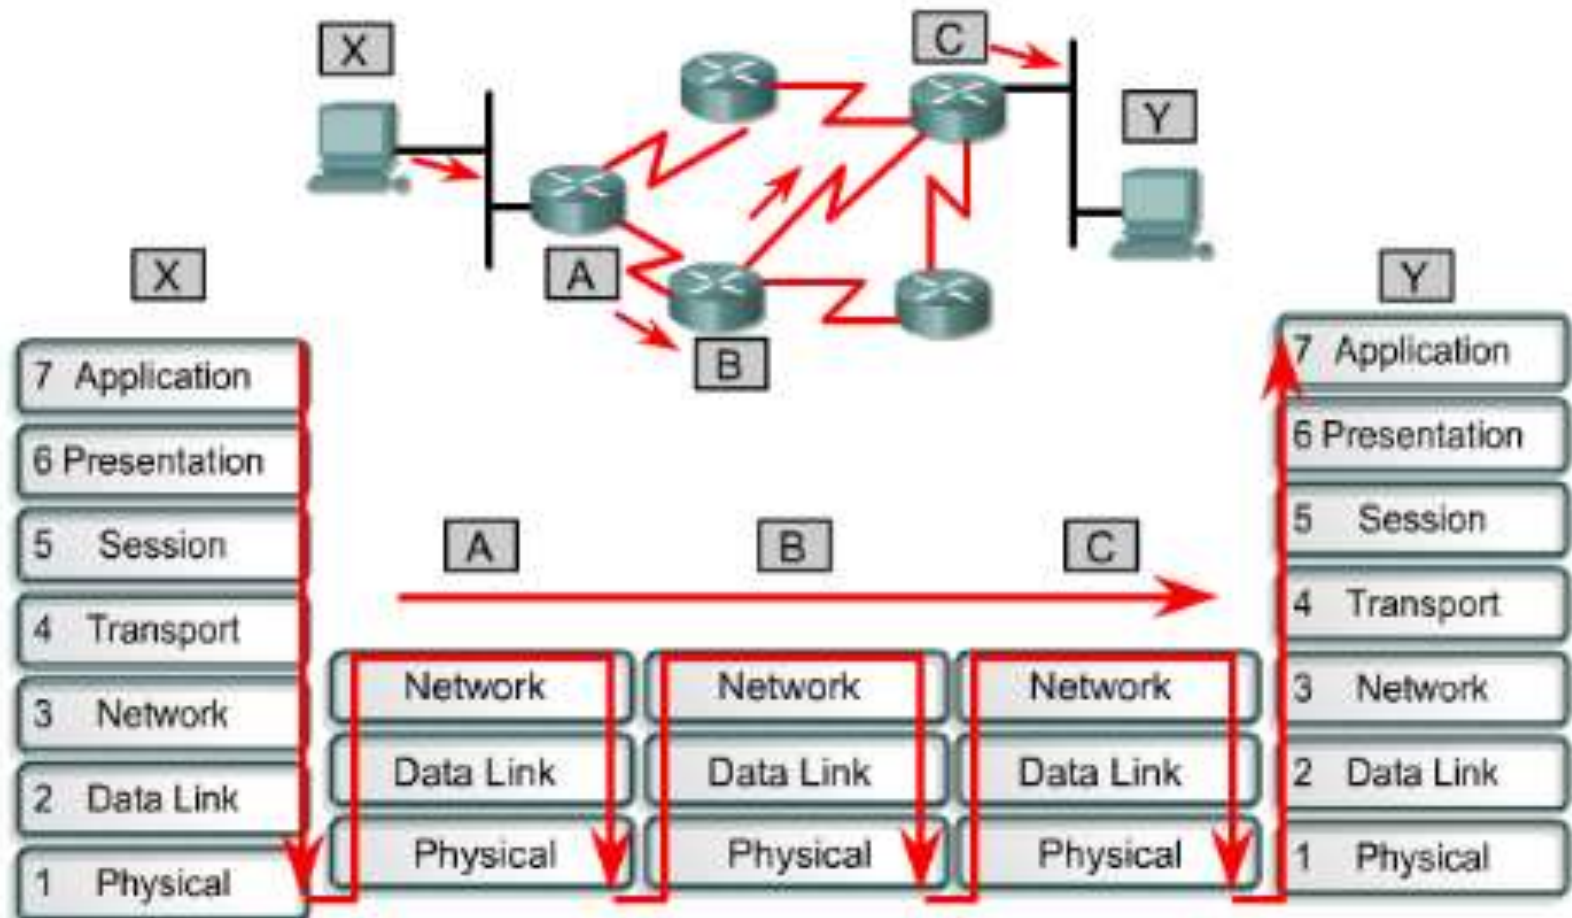 X
C
Y
A
B
X
7 Application
6 Presentation
5 Session
4 Transport
3 Network
2 Data Link
1 Physical
A
Network
Data Link
Physical
B
Network
Data Link
Physical
C
Network
Data Link
Physical
Y
7 Application
6 Presentation
5 Session
4 Transport
3 Network
2 Data Link
1 Physical